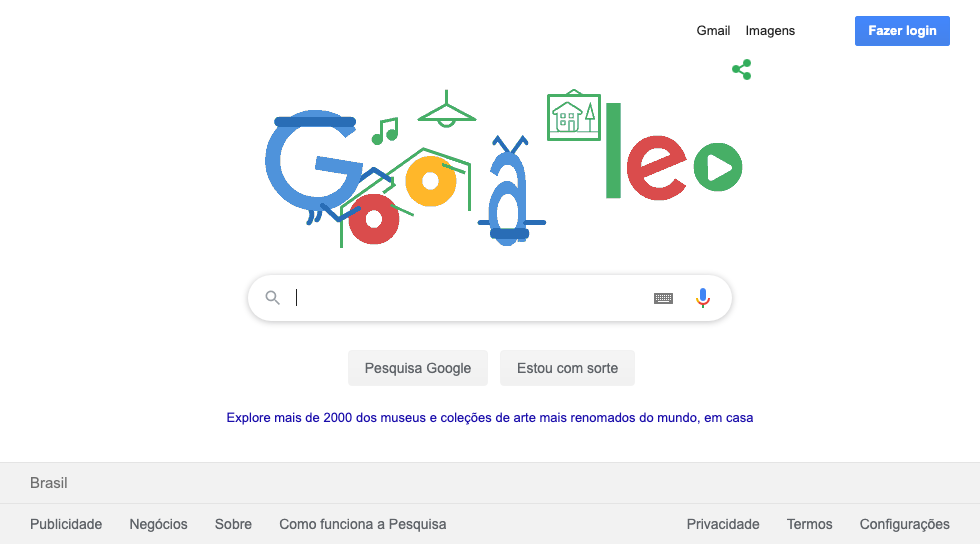 Gmail Imagens Fazer login
Google
Pesquisa Google Estou com sorte
Explore mais de 2000 dos museus e coleções de arte mais renomados do mundo, em casa
Brasil
Publicidade Negócios Sobre Como funciona a Pesquisa Privacidade Termos Configurações